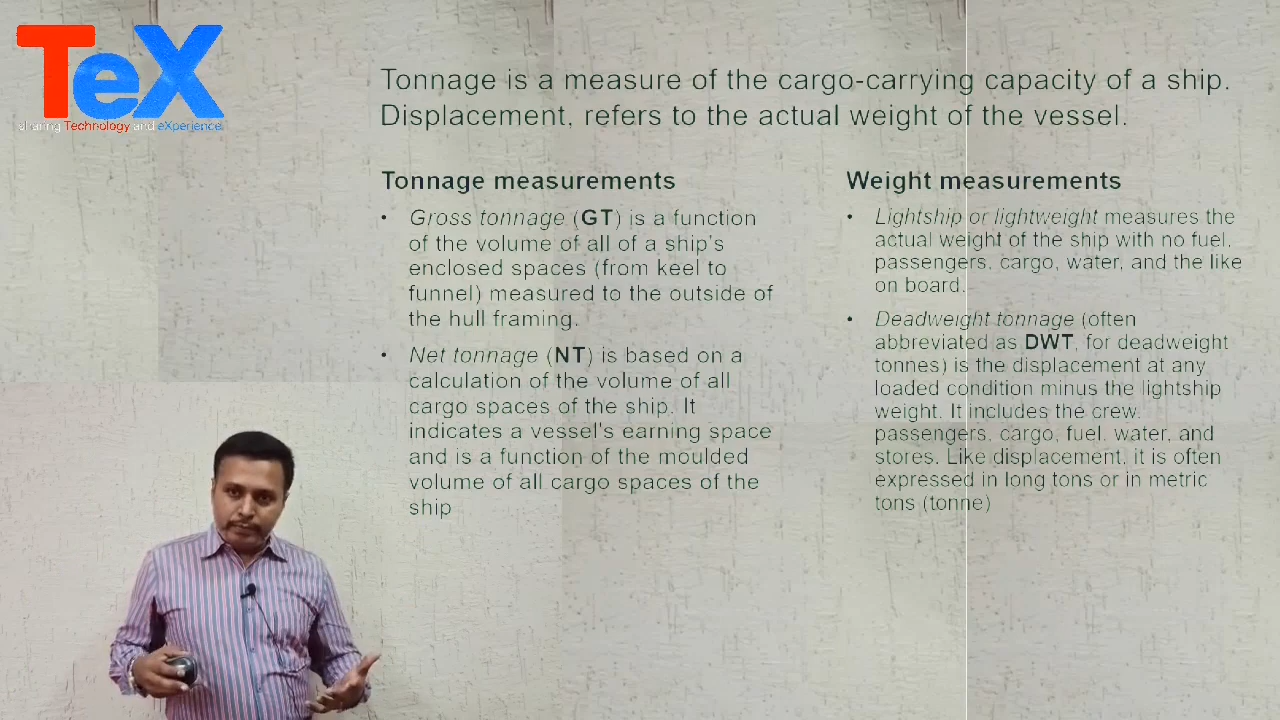 TeX
sharing Technology and eXperience
Tonnage is a measure of the cargo-carrying capacity of a ship.
Displacement, refers to the actual weight of the vessel.
Tonnage measurements
• Gross tonnage (GT) is a function
of the volume of all of a ship's
enclosed spaces (from keel to
funnel) measured to the outside of
the hull framing.
• Net tonnage (NT) is based on a
calculation of the volume of all
cargo spaces of the ship. It
indicates a vessel's earning space
and is a function of the moulded
volume of all cargo spaces of the
ship
Weight measurements
• Lightship or lightweight measures the
actual weight of the ship with no fuel,
passengers, cargo, water, and the like
on board.
• Deadweight tonnage (often
abbreviated as DWT, for deadweight
tonnes) is the displacement at any
loaded condition minus the lightship
weight. It includes the crew,
passengers, cargo, fuel, water, and
stores. Like displacement, it is often
expressed in long tons or in metric
tons (tonne)